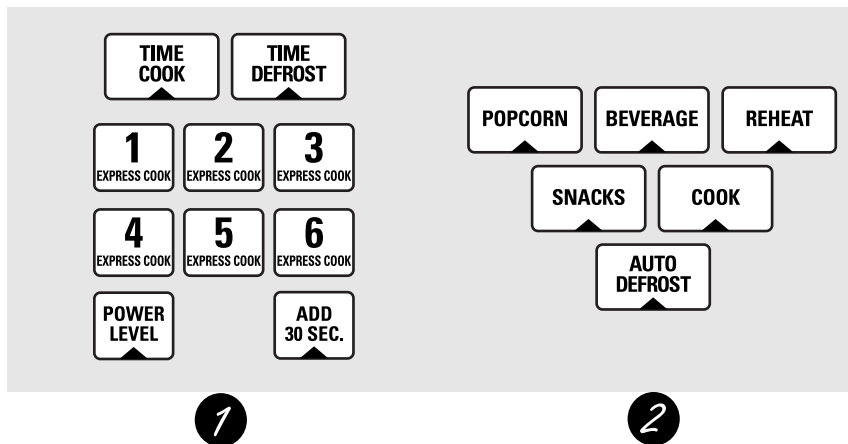 TIME
COOK
TIME
DEFROST
1
EXPRESS COOK
2
EXPRESS COOK
3
EXPRESS COOK
4
EXPRESS COOK
5
EXPRESS COOK
6
EXPRESS COOK
POWER
LEVEL
ADD
30 SEC.
1
POPCORN
BEVERAGE
REHEAT
SNACKS
COOK
AUTO
DEFROST
2